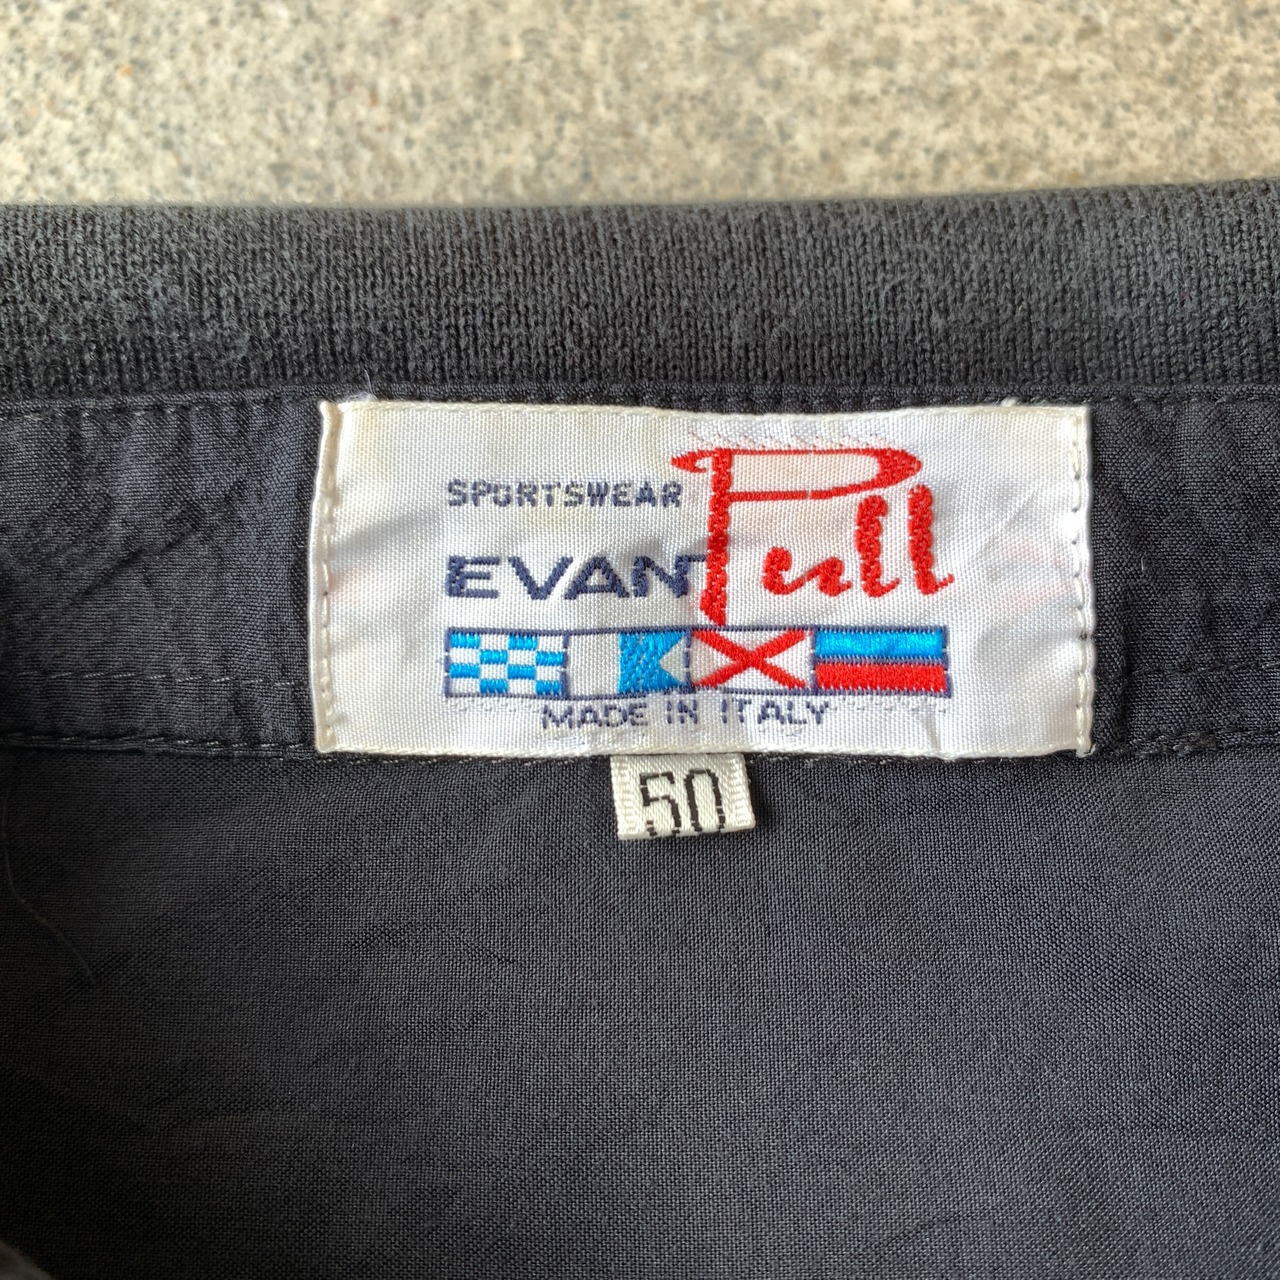 SPORTSWEAR
EVAN Pull
MADE IN ITALY
50